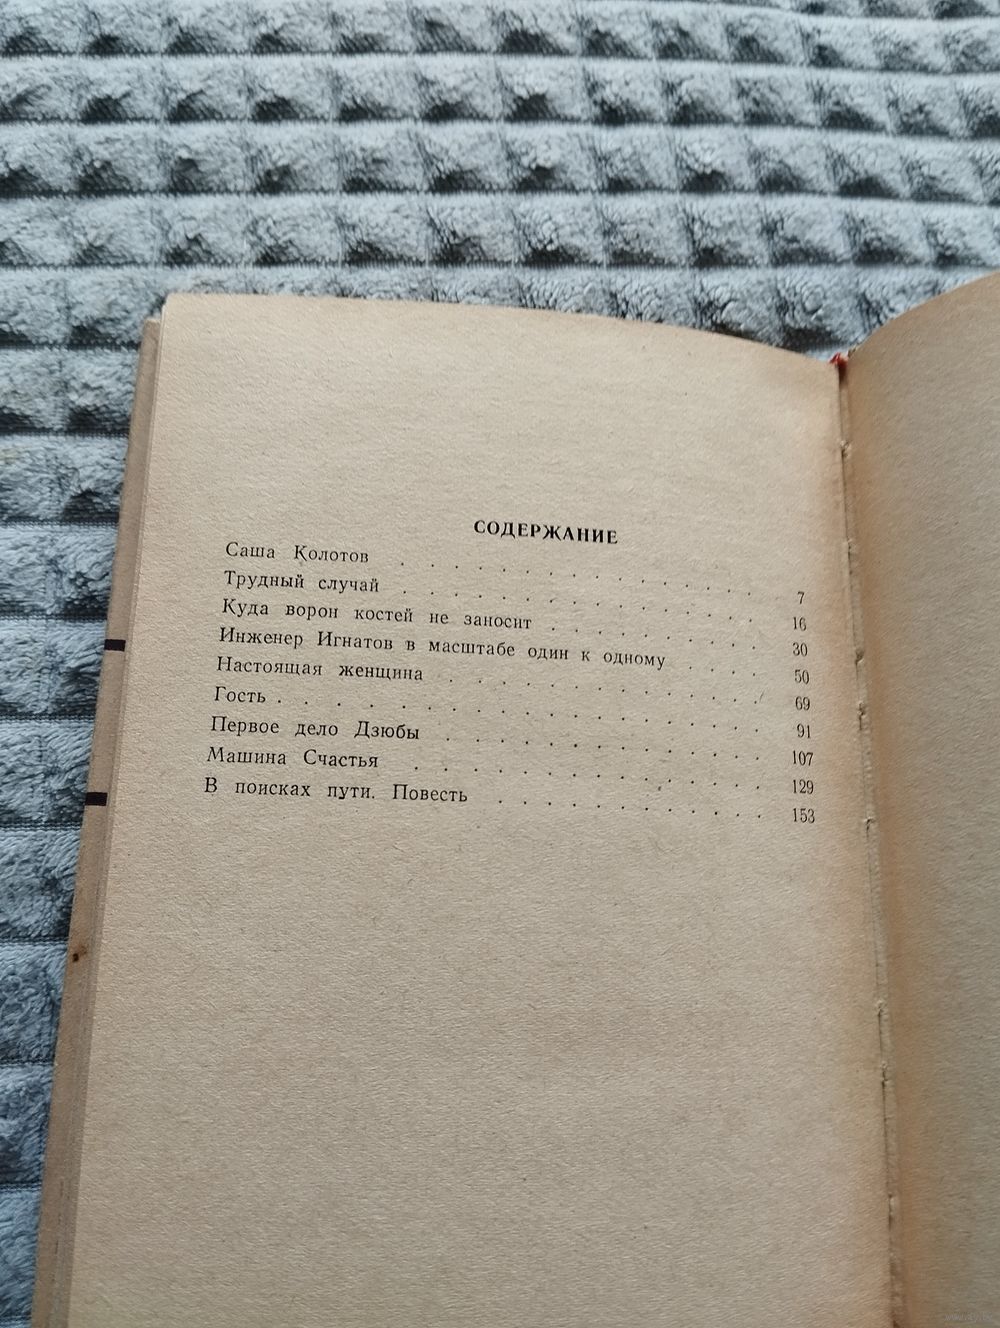 СОДЕРЖАНИЕ
Саша Колотов . . . . . . . . . . . . . . 7
Трудный случай . . . . . . . . . . . . . . 16
Куда ворон костей не заносит . . . . . . . . 30
Инженер Игнатов в масштабе один к одному . . . . 50
Настоящая женщина . . . . . . . . . . . . 69
Гость . . . . . . . . . . . . . . . . . 91
Первое дело Дзюбы . . . . . . . . . . . . 107
Машина Счастья . . . . . . . . . . . . . 129
В поисках пути. Повесть . . . . . . . . . . 153